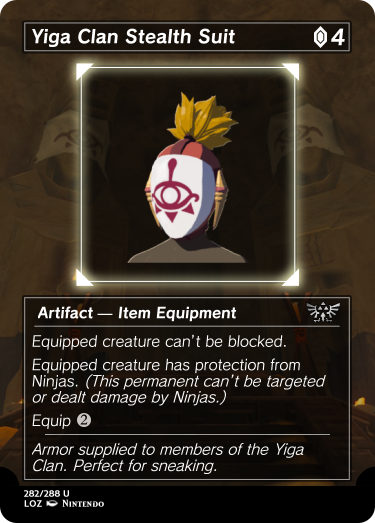 Yiga Clan Stealth Suit 4
Artifact — Item Equipment
Equipped creature can't be blocked.
Equipped creature has protection from
Ninjas. (This permanent can't be targeted
or dealt damage by Ninjas.)
Equip 2
Armor supplied to members of the Yiga
Clan. Perfect for sneaking.
282/288 U
LOZ Nintendo